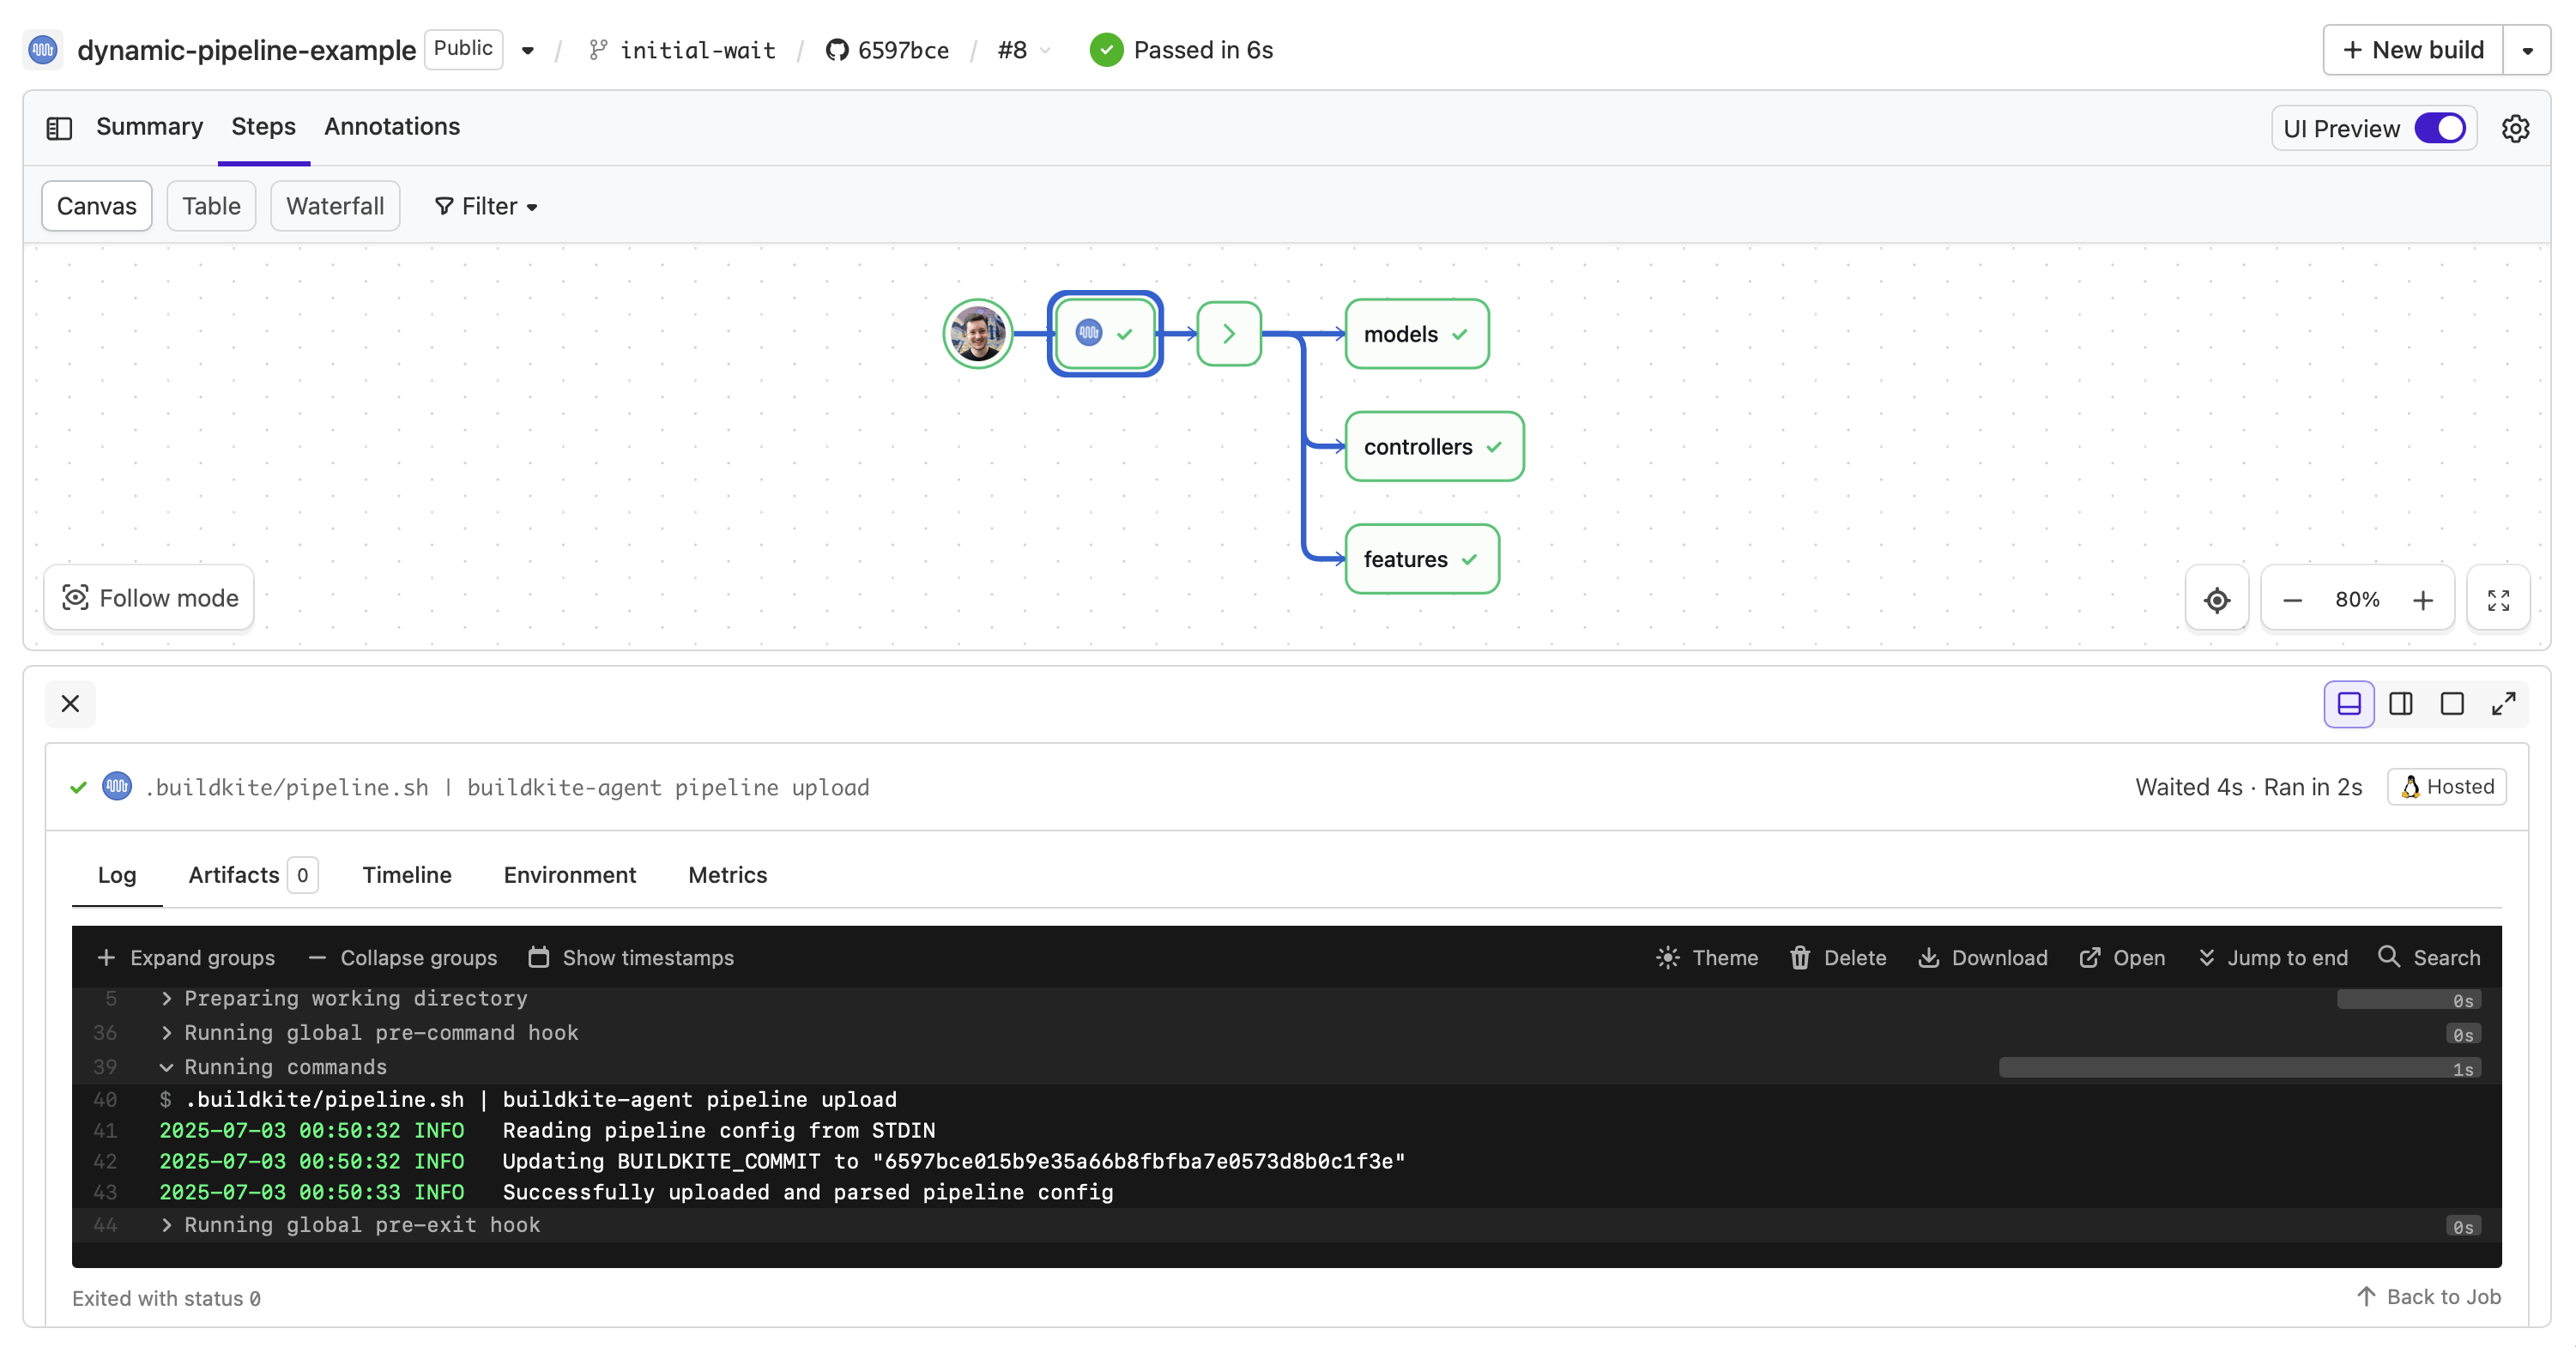 dynamic-pipeline-example Public / initial-wait / 6597bce / #8 Passed in 6s + New build
Summary Steps Annotations UI Preview
Canvas Table Waterfall Filter
models
controllers
features
Follow mode 80%
.buildkite/pipeline.sh | buildkite-agent pipeline upload Waited 4s · Ran in 2s Hosted
Log Artifacts 0 Timeline Environment Metrics
Expand groups Collapse groups Show timestamps Theme Delete Download Open Jump to end Search
5 Preparing working directory 0s
36 Running global pre-command hook 0s
39 Running commands 1s
40 $ .buildkite/pipeline.sh | buildkite-agent pipeline upload
41 2025-07-03 00:50:32 INFO Reading pipeline config from STDIN
42 2025-07-03 00:50:32 INFO Updating BUILDKITE_COMMIT to "6597bce015b9e35a66b8fbfba7e0573d8b0c1f3e"
43 2025-07-03 00:50:33 INFO Successfully uploaded and parsed pipeline config
44 Running global pre-exit hook 0s
Exited with status 0 Back to Job